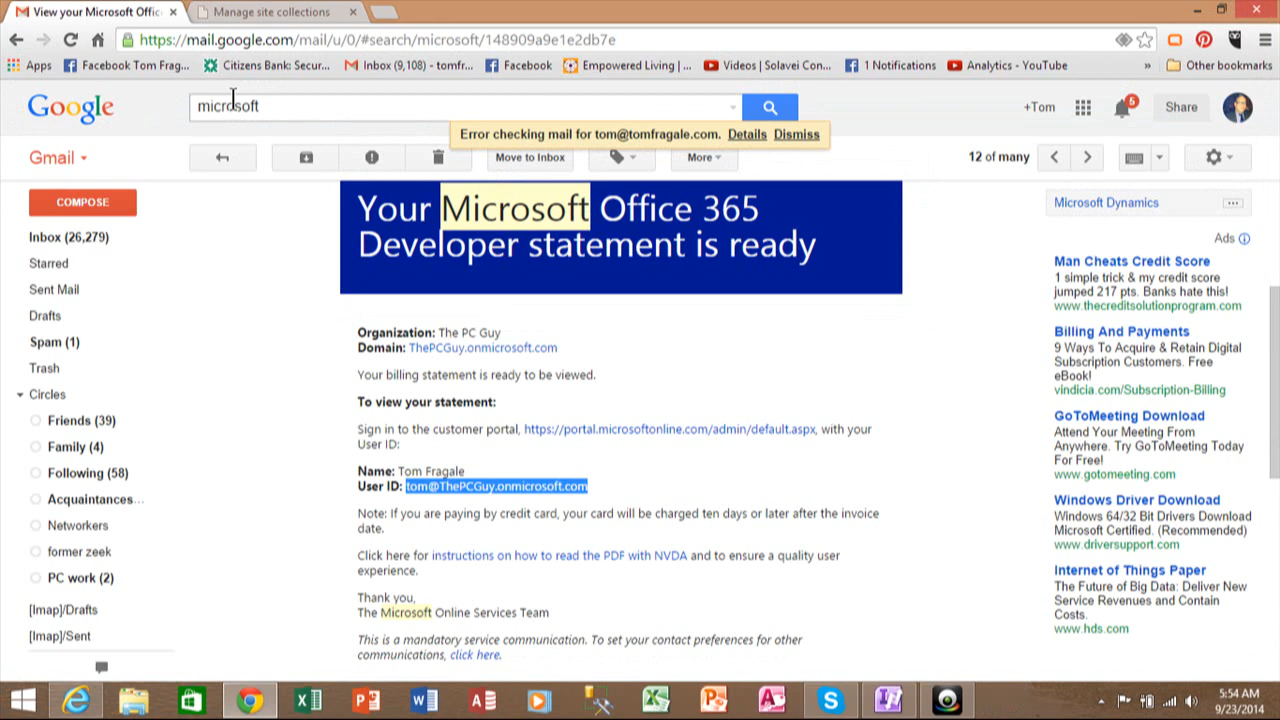 View your Microsoft Offic
Manage site collections
https://mail.google.com/mail/u/0/#search/microsoft/148909a9e1e2db7e
Apps
Facebook Tom Frag...
Citizens Bank: Secur...
Inbox (9,108) - tomfr...
Facebook
Empowered Living | ...
Videos | Solavei Con...
1 Notifications
Analytics - YouTube
»
Other bookmarks
Google
microsoft
+Tom
5
Share
Error checking mail for tom@tomfragale.com. Details Dismiss
Gmail
Move to Inbox
More
12 of many
COMPOSE
Inbox (26,279)
Starred
Sent Mail
Drafts
Spam (1)
Trash
Circles
Friends (39)
Family (4)
Following (58)
Acquaintances...
Networkers
former zeek
PC work (2)
[Imap]/Drafts
[Imap]/Sent
Your Microsoft Office 365
Developer statement is ready
Organization: The PC Guy
Domain: ThePCGuy.onmicrosoft.com
Your billing statement is ready to be viewed.
To view your statement:
Sign in to the customer portal, https://portal.microsoftonline.com/admin/default.aspx, with your
User ID:
Name: Tom Fragale
User ID: tom@ThePCGuy.onmicrosoft.com
Note: If you are paying by credit card, your card will be charged ten days or later after the invoice
date.
Click here for instructions on how to read the PDF with NVDA and to ensure a quality user
experience.
Thank you,
The Microsoft Online Services Team
This is a mandatory service communication. To set your contact preferences for other
communications, click here.
Microsoft Dynamics
Ads
Man Cheats Credit Score
1 simple trick & my credit score
jumped 217 pts. Banks hate this!
www.thecreditsolutionprogram.com
Billing And Payments
9 Ways To Acquire & Retain Digital
Subscription Customers. Free
eBook!
vindicia.com/Subscription-Billing
GoToMeeting Download
Attend Your Meeting From
Anywhere. Try GoToMeeting Today
For Free!
www.gotomeeting.com
Windows Driver Download
Windows 64/32 Bit Drivers Download
Microsoft Certified. (Recommended)
www.driversupport.com
Internet of Things Paper
The Future of Big Data: Deliver New
Service Revenues and Contain
Costs.
www.hds.com
5:54 AM
9/23/2014